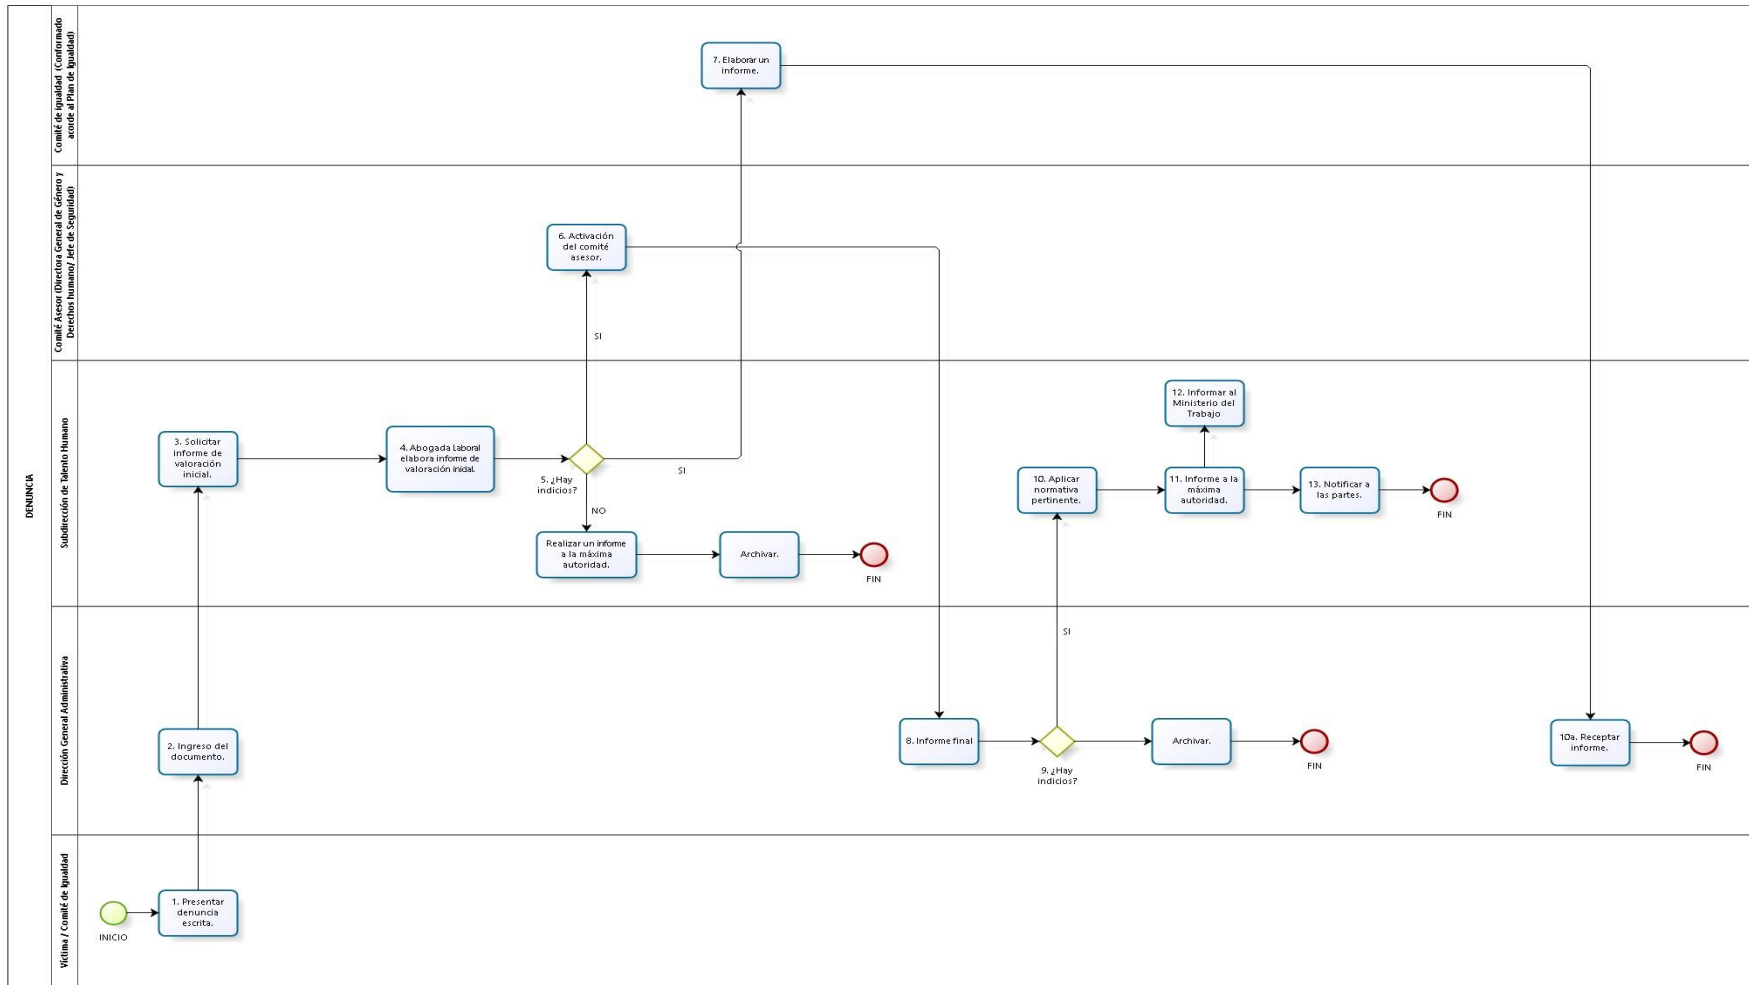 DENUNCIA
Comité de igualdad (Conformado
acorde al Plan de Igualdad)
7. Elaborar un
informe.
Comité Asesor (Directora General de Género y
Derechos humano/ Jefe de Seguridad)
6. Activación
del comité
asesor.
SI
Subdirección de Talento Humano
3. Solicitar
informe de
valoración
inicial.
4. Abogada Laboral
elabora informe de
valoración inicial.
5. ¿Hay
indicios?
SI
NO
Realizar un informe
a la máxima
autoridad.
Archivar.
FIN
12. Informar al
Ministerio del
Trabajo
10. Aplicar
normativa
pertinente.
11. Informe a la
máxima
autoridad.
13. Notificar a
las partes.
FIN
Dirección General Administrativa
2. Ingreso del
documento.
SI
8. Informe final
9. ¿Hay
indicios?
Archivar.
FIN
10a. Receptar
informe.
FIN
Víctima / Comité de Igualdad
INICIO
1. Presentar
denuncia
escrita.